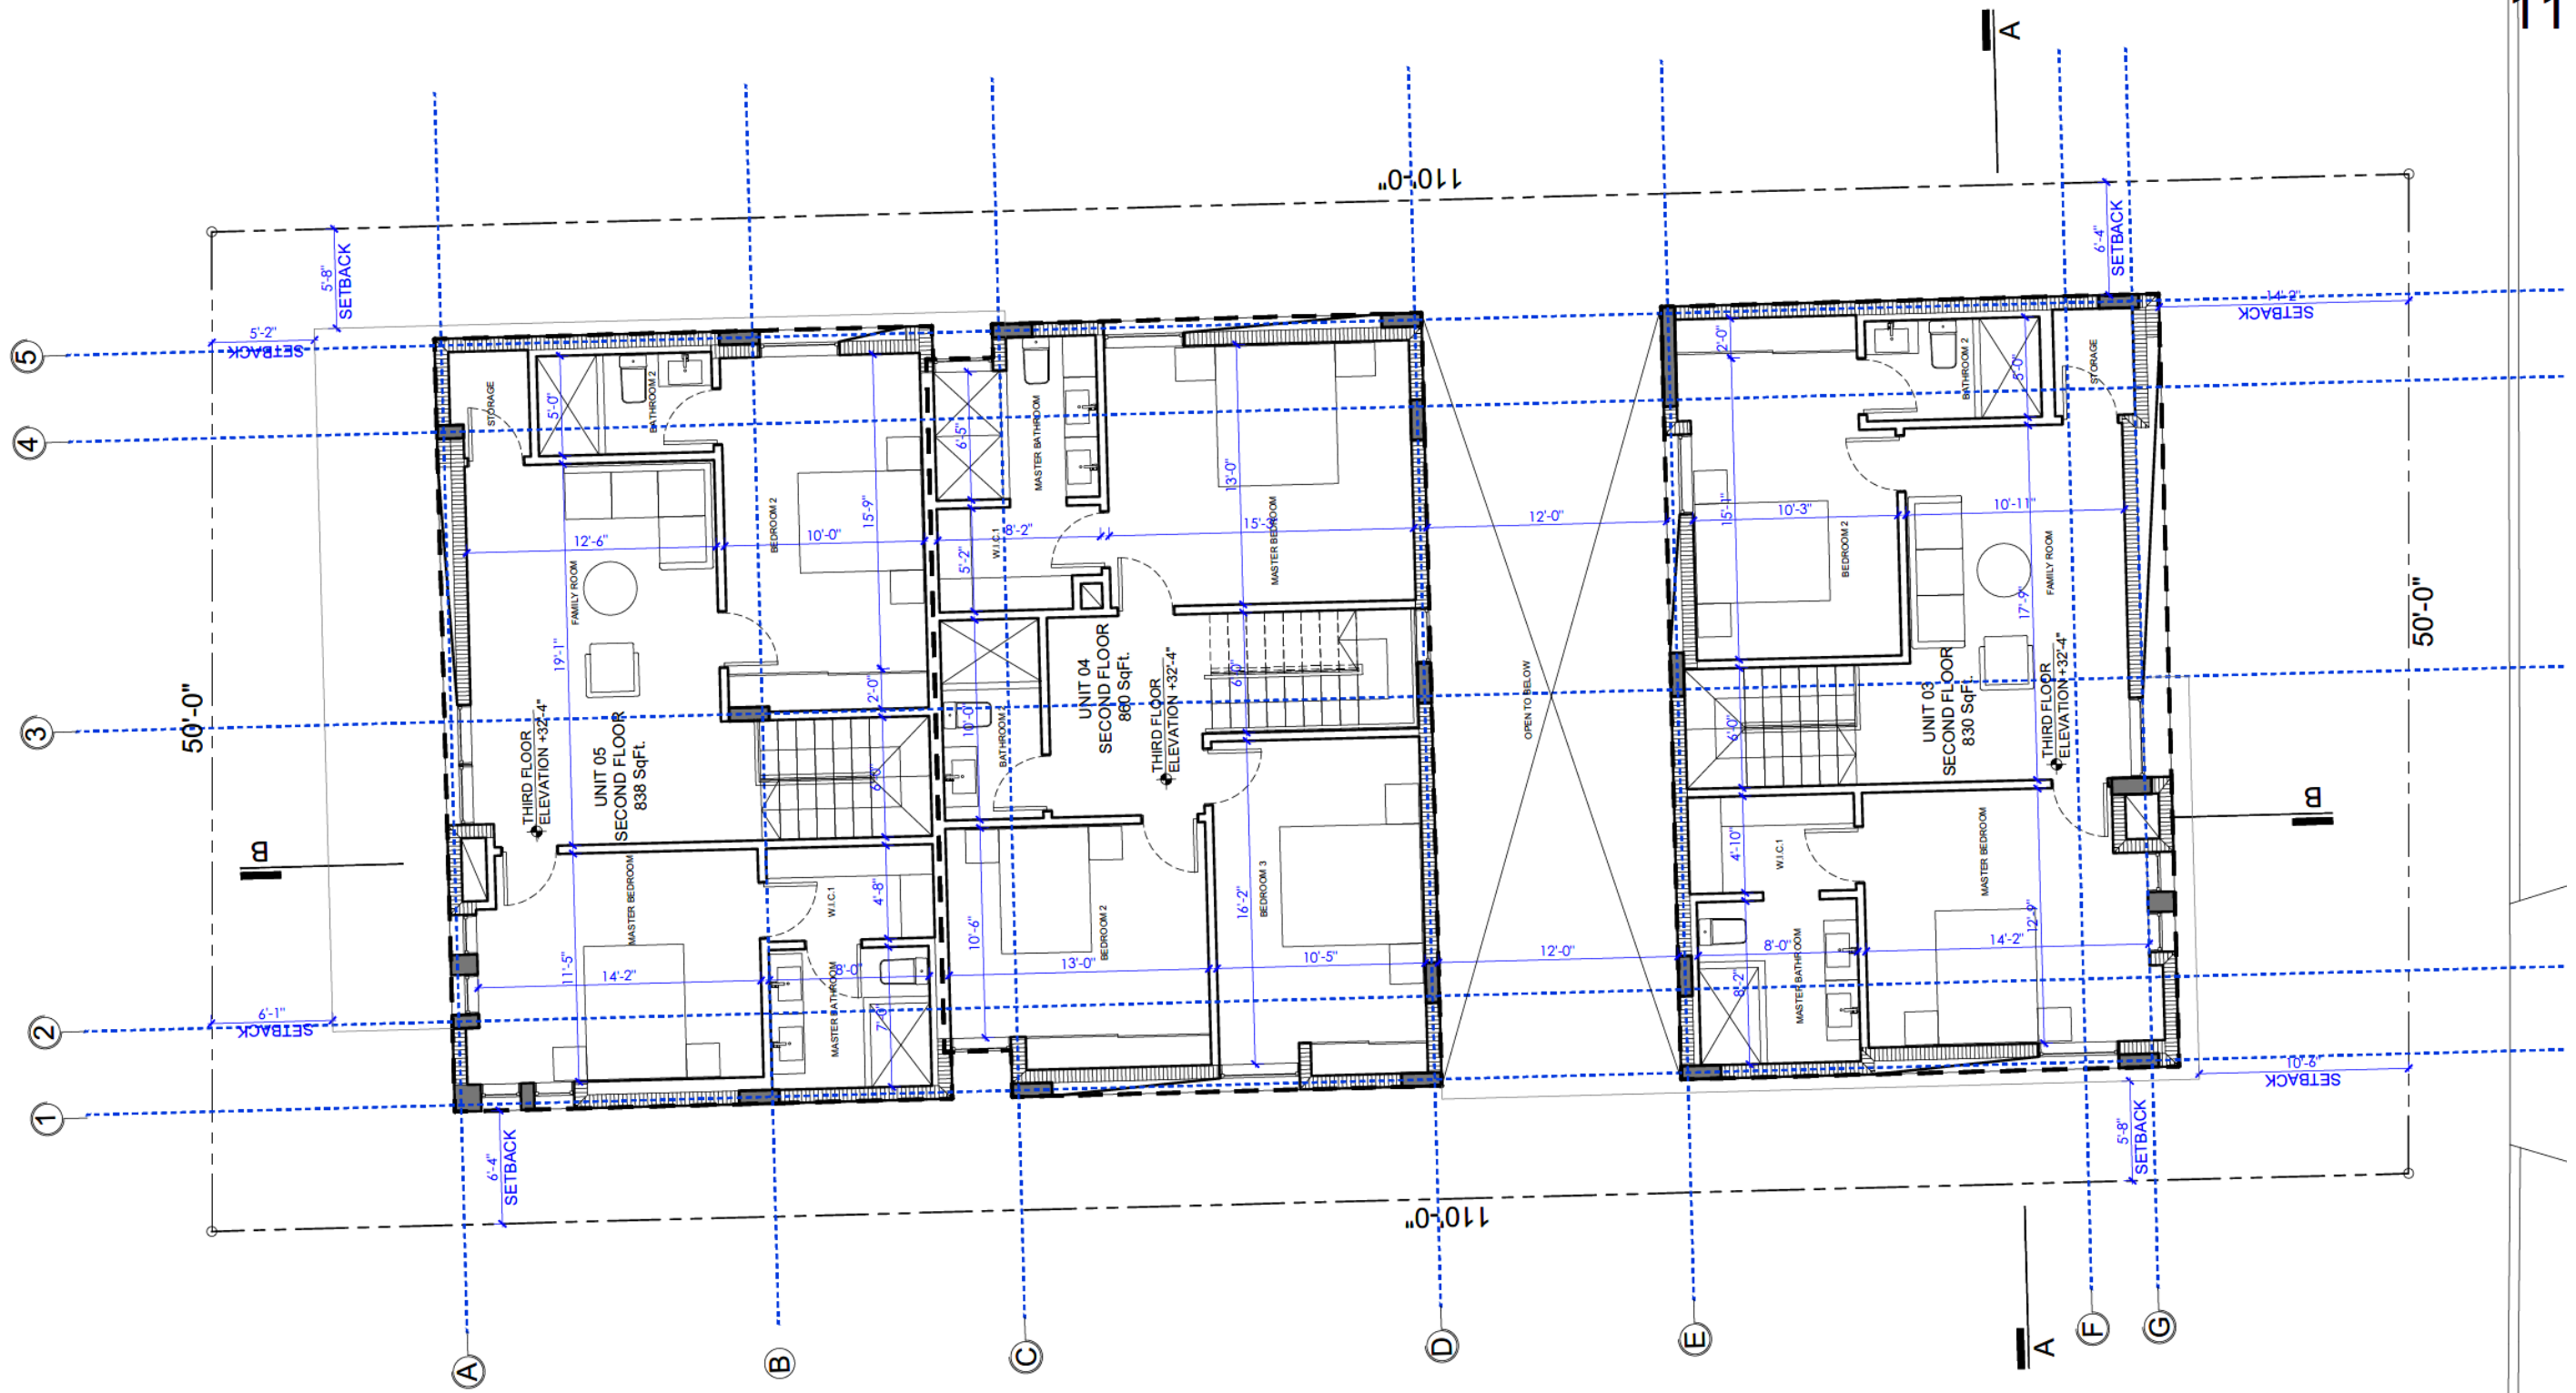 11
A
110'-0"
5'-8"
SETBACK
6'-4"
SETBACK
5'-2"
SETBACK
14'-2"
SETBACK
5
4
3
2
1
50'-0"
50'-0"
STORAGE
5'-0"
BATHROOM 2
BEDROOM 2
15'-9"
12'-6"
10'-0"
FAMILY ROOM
19'-1"
2'-0"
THIRD FLOOR
ELEVATION +32'-4"
UNIT 05
SECOND FLOOR
838 SqFt.
6'-0"
B
MASTER BEDROOM
11'-5"
14'-2"
W.I.C.1
4'-8"
8'-0"
MASTER BATHROOM
7'-0"
6'-1"
SETBACK
6'-4"
SETBACK
6'-5"
MASTER BATHROOM
13'-0"
8'-2"
W.I.C.1
5'-2"
15'-3"
MASTER BEDROOM
UNIT 04
SECOND FLOOR
860 SqFt.
THIRD FLOOR
ELEVATION +32'-4"
6'-0"
10'-0"
BATHROOM 2
10'-6"
BEDROOM 2
13'-0"
16'-2"
BEDROOM 3
10'-5"
12'-0"
OPEN TO BELOW
12'-0"
2'-0"
BATHROOM 2
5'-0"
STORAGE
15'-1"
10'-3"
10'-11"
BEDROOM 2
FAMILY ROOM
17'-9"
UNIT 03
SECOND FLOOR
830 SqFt.
THIRD FLOOR
ELEVATION +32'-4"
6'-0"
4'-10"
W.I.C.1
MASTER BEDROOM
12'-9"
14'-2"
8'-0"
MASTER BATHROOM
8'-2"
B
10'-6"
SETBACK
5'-8"
SETBACK
110'-0"
A
A
B
C
D
E
F
G